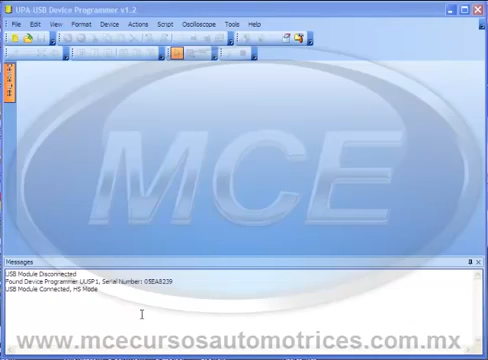 UPA-USB Device Programmer v1.2
File Edit View Format Device Actions Script Oscilloscope Tools Help
MCE
Messages
USB Module Disconnected
Found Device Programmer UUSP1, Serial Number: 05EA8239
USB Module Connected, HS Mode
www.mcecursosautomotrices.com.mx